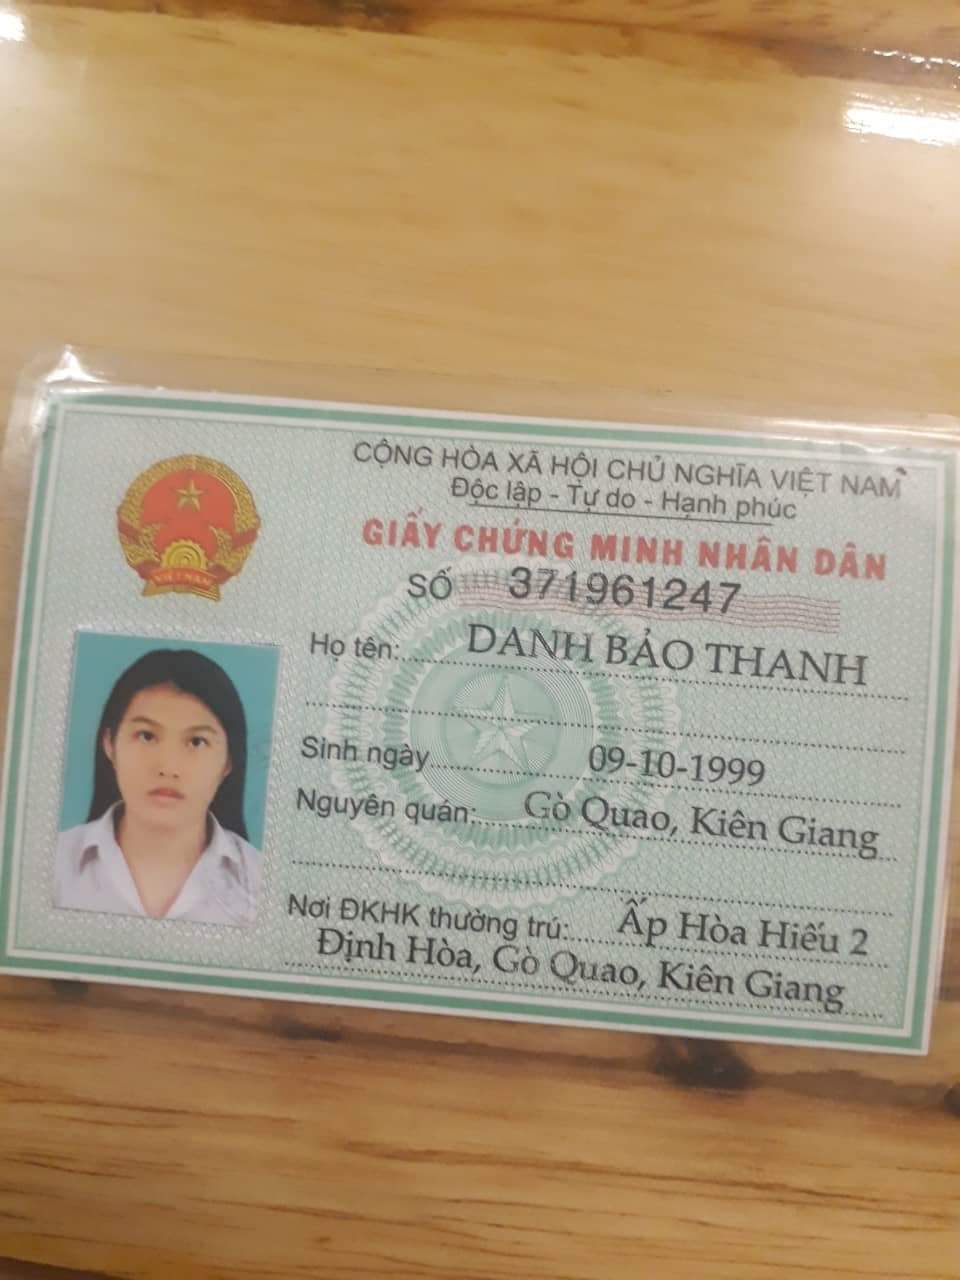 CỘNG HÒA XÃ HỘI CHỦ NGHĨA VIỆT NAM
Độc lập - Tự do - Hạnh phúc
GIẤY CHỨNG MINH NHÂN DÂN
SỐ 371961247
Họ tên: DANH BẢO THANH
Sinh ngày 09-10-1999
Nguyên quán: Gò Quao, Kiên Giang
Nơi ĐKHK thường trú: Ấp Hòa Hiếu 2
Định Hòa, Gò Quao, Kiên Giang
VIỆT NAM